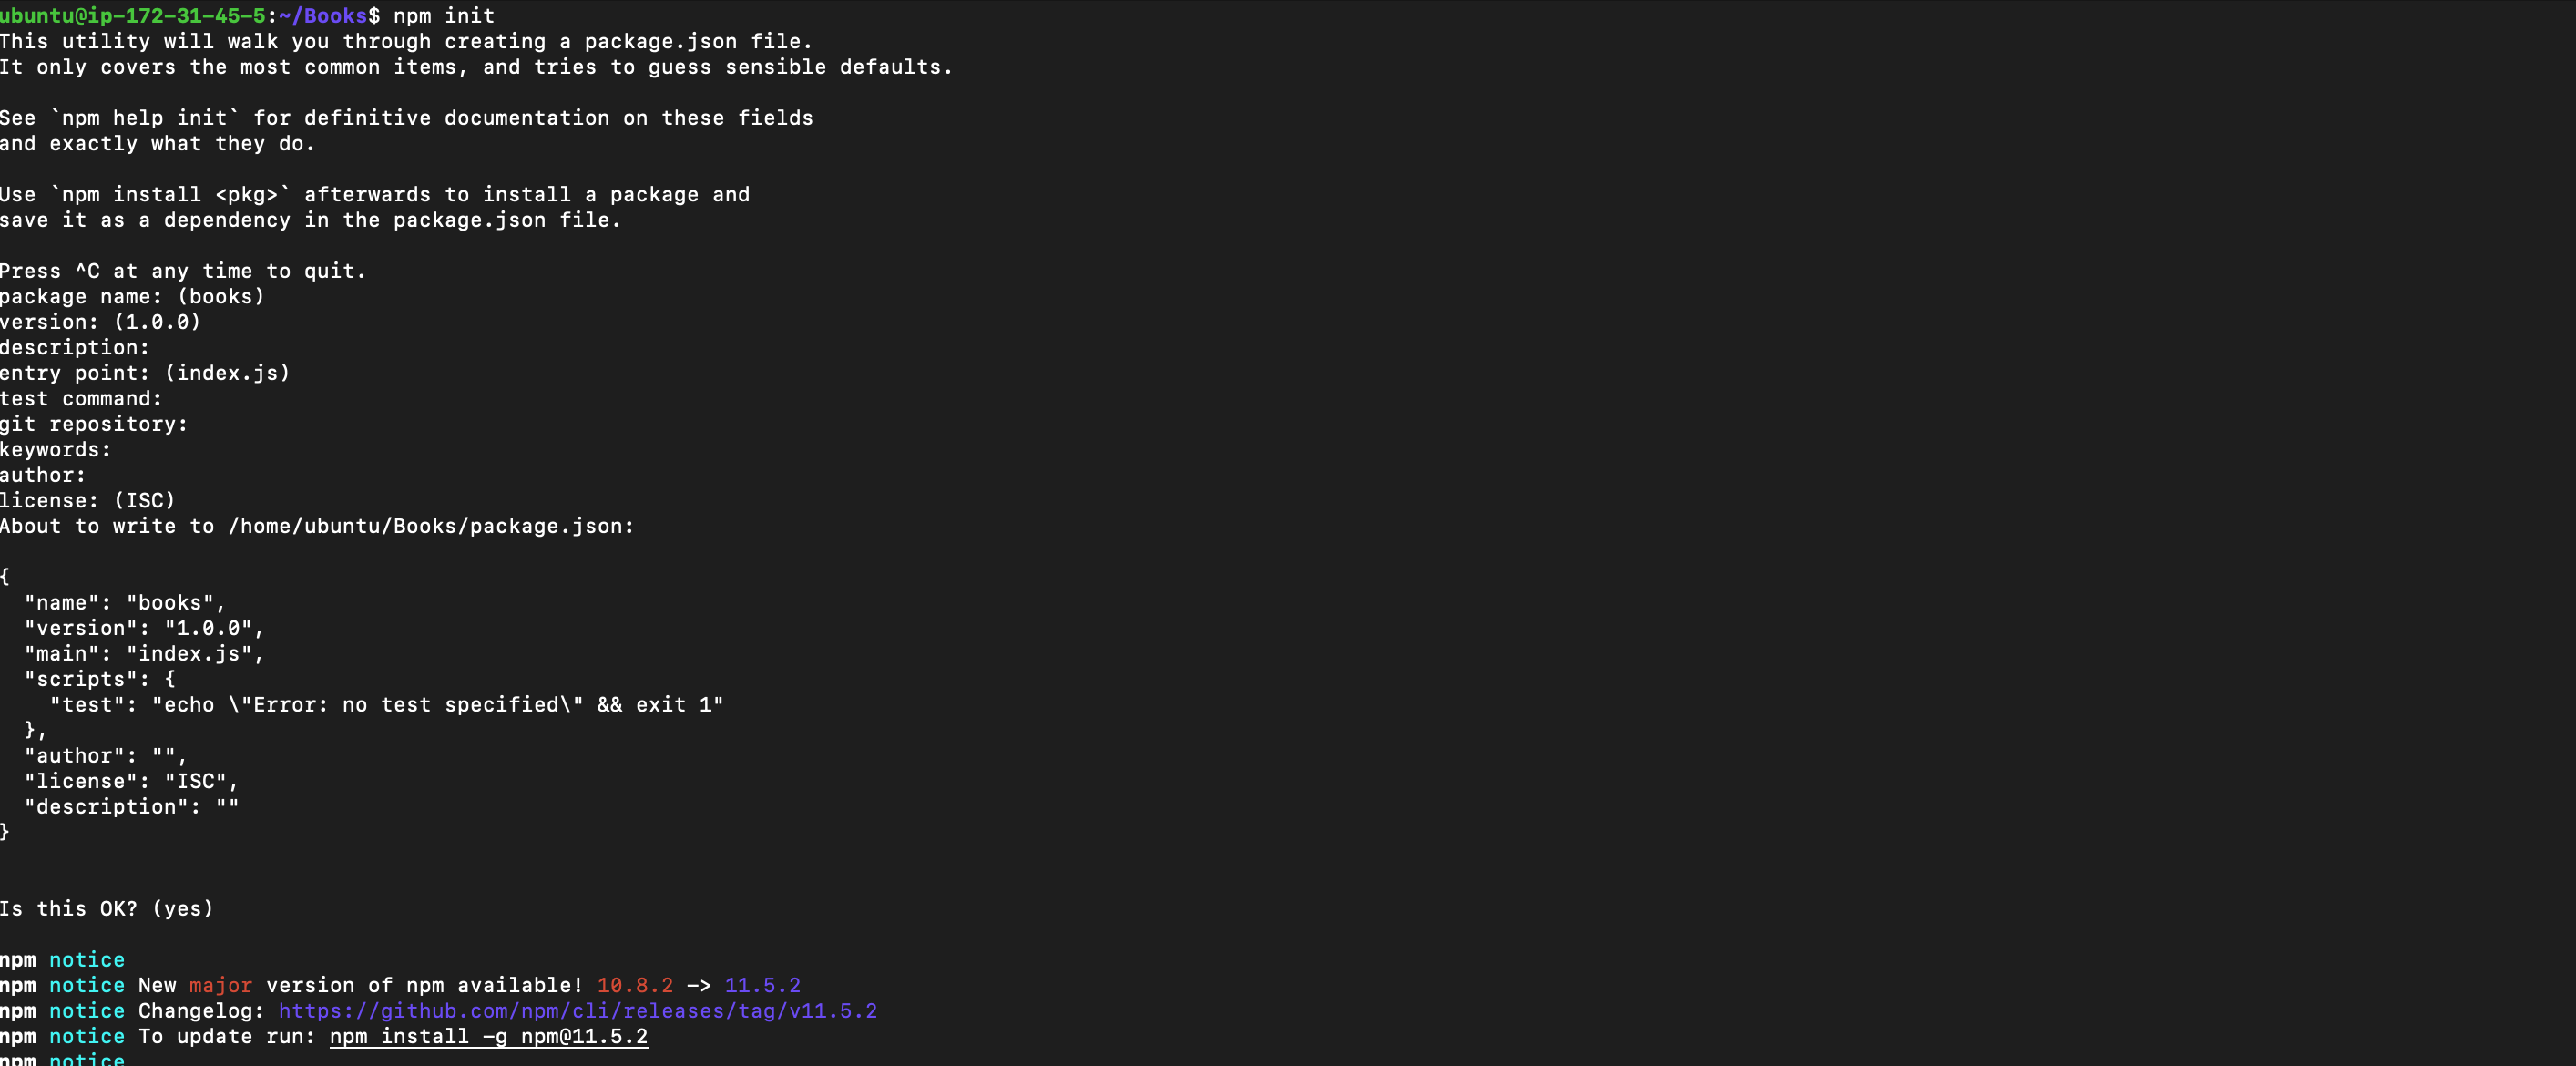 ubuntu@ip-172-31-45-5:~/Books$ npm init
This utility will walk you through creating a package.json file.
It only covers the most common items, and tries to guess sensible defaults.
See `npm help init` for definitive documentation on these fields
and exactly what they do.
Use `npm install <pkg>` afterwards to install a package and
save it as a dependency in the package.json file.
Press ^C at any time to quit.
package name: (books)
version: (1.0.0)
description:
entry point: (index.js)
test command:
git repository:
keywords:
author:
license: (ISC)
About to write to /home/ubuntu/Books/package.json:
{
  "name": "books",
  "version": "1.0.0",
  "main": "index.js",
  "scripts": {
    "test": "echo \"Error: no test specified\" && exit 1"
  },
  "author": "",
  "license": "ISC",
  "description": ""
}
Is this OK? (yes)
npm notice
npm notice New major version of npm available! 10.8.2 -> 11.5.2
npm notice Changelog: https://github.com/npm/cli/releases/tag/v11.5.2
npm notice To update run: npm install -g npm@11.5.2
npm notice